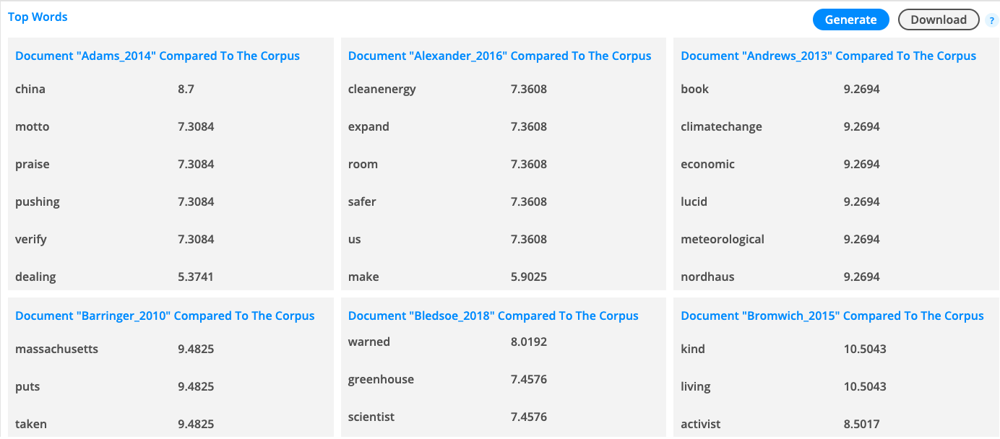 Top Words
Generate
Download
?
Document "Adams_2014" Compared To The Corpus
china 8.7
motto 7.3084
praise 7.3084
pushing 7.3084
verify 7.3084
dealing 5.3741
Document "Alexander_2016" Compared To The Corpus
cleanenergy 7.3608
expand 7.3608
room 7.3608
safer 7.3608
us 7.3608
make 5.9025
Document "Andrews_2013" Compared To The Corpus
book 9.2694
climatechange 9.2694
economic 9.2694
lucid 9.2694
meteorological 9.2694
nordhaus 9.2694
Document "Barringer_2010" Compared To The Corpus
massachusetts 9.4825
puts 9.4825
taken 9.4825
Document "Bledsoe_2018" Compared To The Corpus
warned 8.0192
greenhouse 7.4576
scientist 7.4576
Document "Bromwich_2015" Compared To The Corpus
kind 10.5043
living 10.5043
activist 8.5017